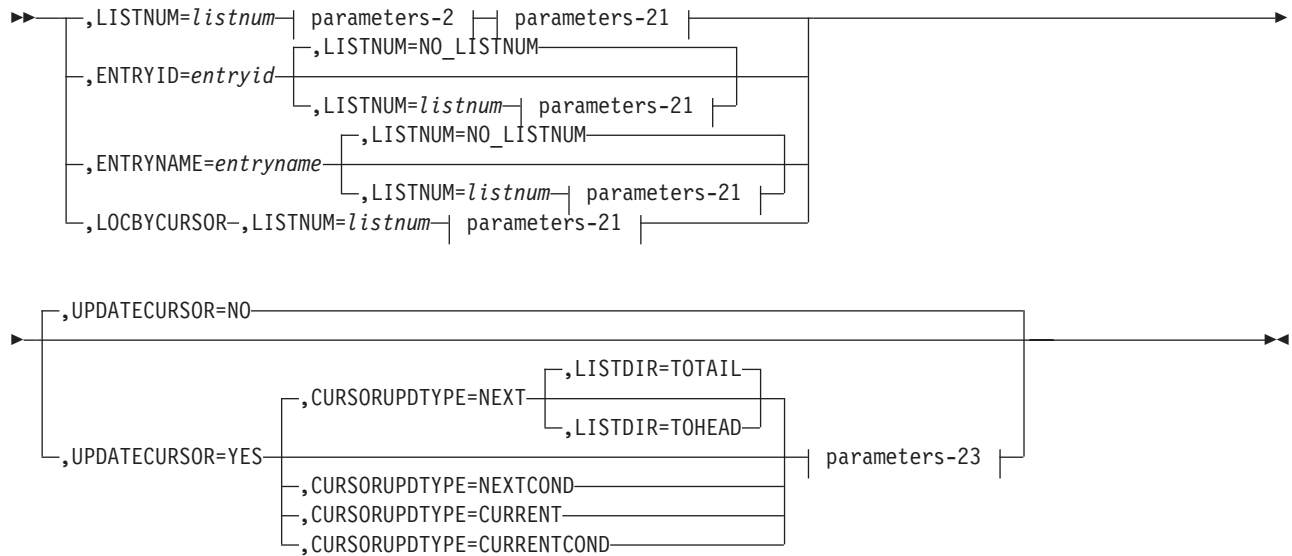 ,LISTNUM=listnum parameters-2 parameters-21
,LISTNUM=NO_LISTNUM
,ENTRYID=entryid
,LISTNUM=listnum parameters-21
,LISTNUM=NO_LISTNUM
,ENTRYNAME=entryname
,LISTNUM=listnum parameters-21
,LOCBYCURSOR ,LISTNUM=listnum parameters-21
,UPDATECURSOR=NO
,LISTDIR=TOTAIL
,CURSORUPDTYPE=NEXT
,LISTDIR=TOHEAD
,UPDATECURSOR=YES parameters-23
,CURSORUPDTYPE=NEXTCOND
,CURSORUPDTYPE=CURRENT
,CURSORUPDTYPE=CURRENTCOND